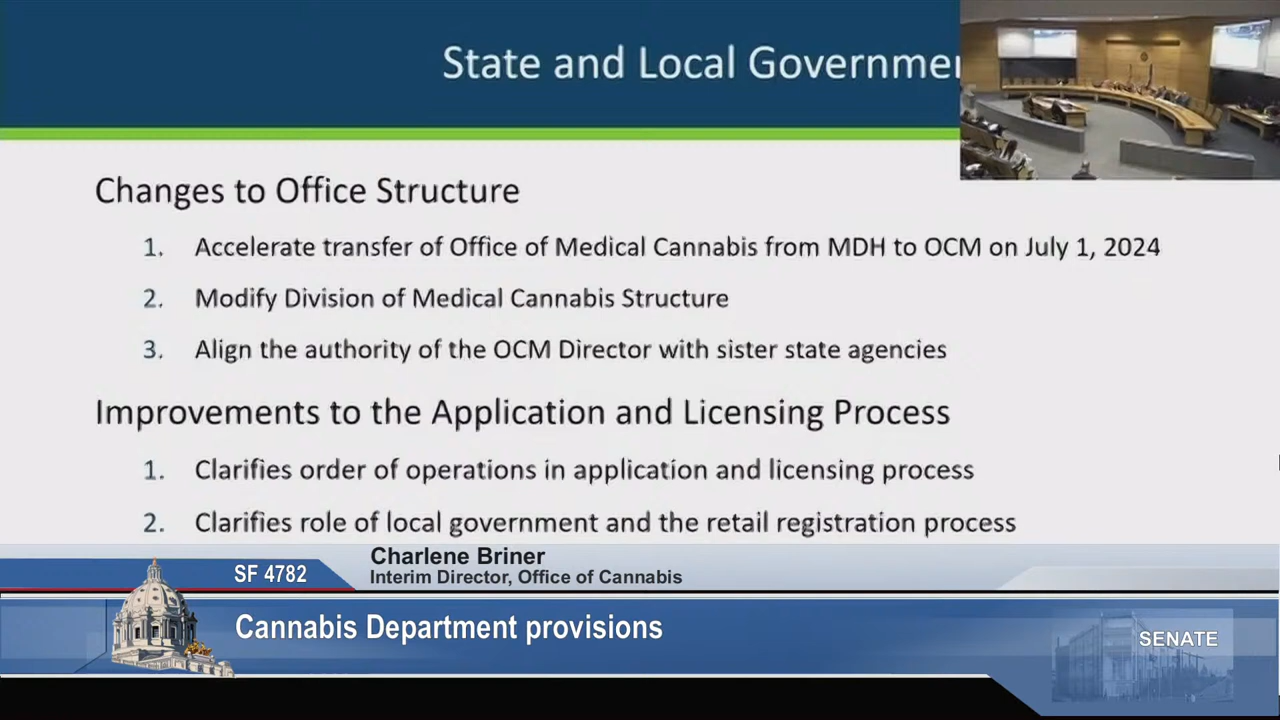 State and Local Governme
Changes to Office Structure
1. Accelerate transfer of Office of Medical Cannabis from MDH to OCM on July 1, 2024
2. Modify Division of Medical Cannabis Structure
3. Align the authority of the OCM Director with sister state agencies
Improvements to the Application and Licensing Process
1. Clarifies order of operations in application and licensing process
2. Clarifies role of local government and the retail registration process
Charlene Briner
SF 4782
Interim Director, Office of Cannabis
Cannabis Department provisions
SENATE